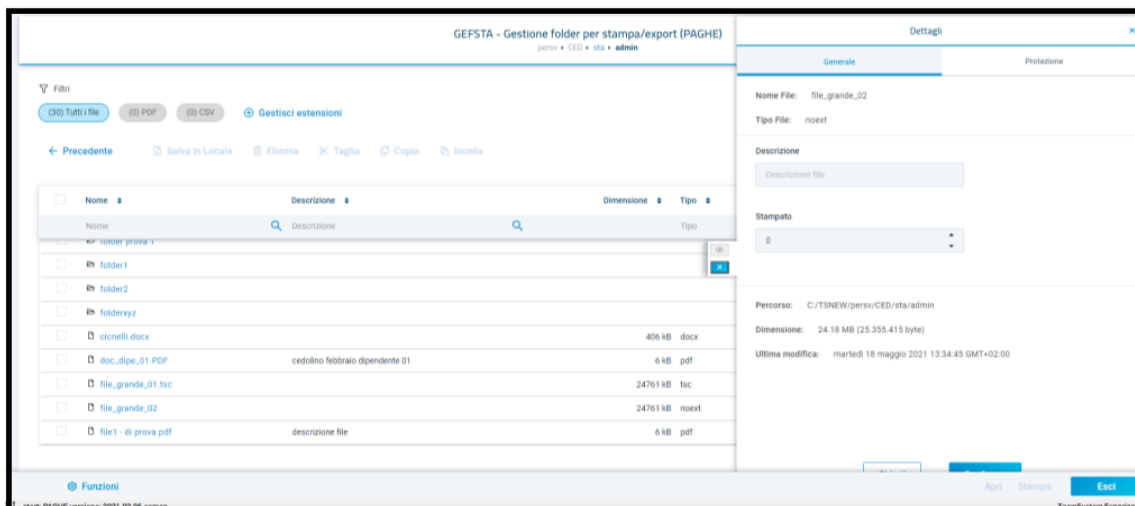 GEFSTA - Gestione folder per stampa/export (PAGHE)
persv CED sta admin
Filtri
(30) Tutti i file (0) PDF (0) CSV Gestisci estensioni
Precedente Salva in Locale Elimina Taglia Copia Incolla
Nome Descrizione Dimensione Tipo
Nome Descrizione Tipo
folder prova 1
folder1
folder2
folderxyz
cicnelli.docx 406 kB docx
doc_dipe_01.PDF cedolino febbraio dipendente 01 6 kB pdf
file_grande_01.tsc 24761 kB tsc
file_grande_02 24761 kB noext
file1 - di prova.pdf descrizione file 6 kB pdf
Dettagli
Generale Protezione
Nome File: file_grande_02
Tipo File: noext
Descrizione
Descrizione file
Stampato
0
Percorso: C:/TSNEW/persv/CED/sta/admin
Dimensione: 24.18 MB (25.355.415 byte)
Ultima modifica: martedì 18 maggio 2021 13:34:45 GMT+02:00
Funzioni Apri Stampa Esci